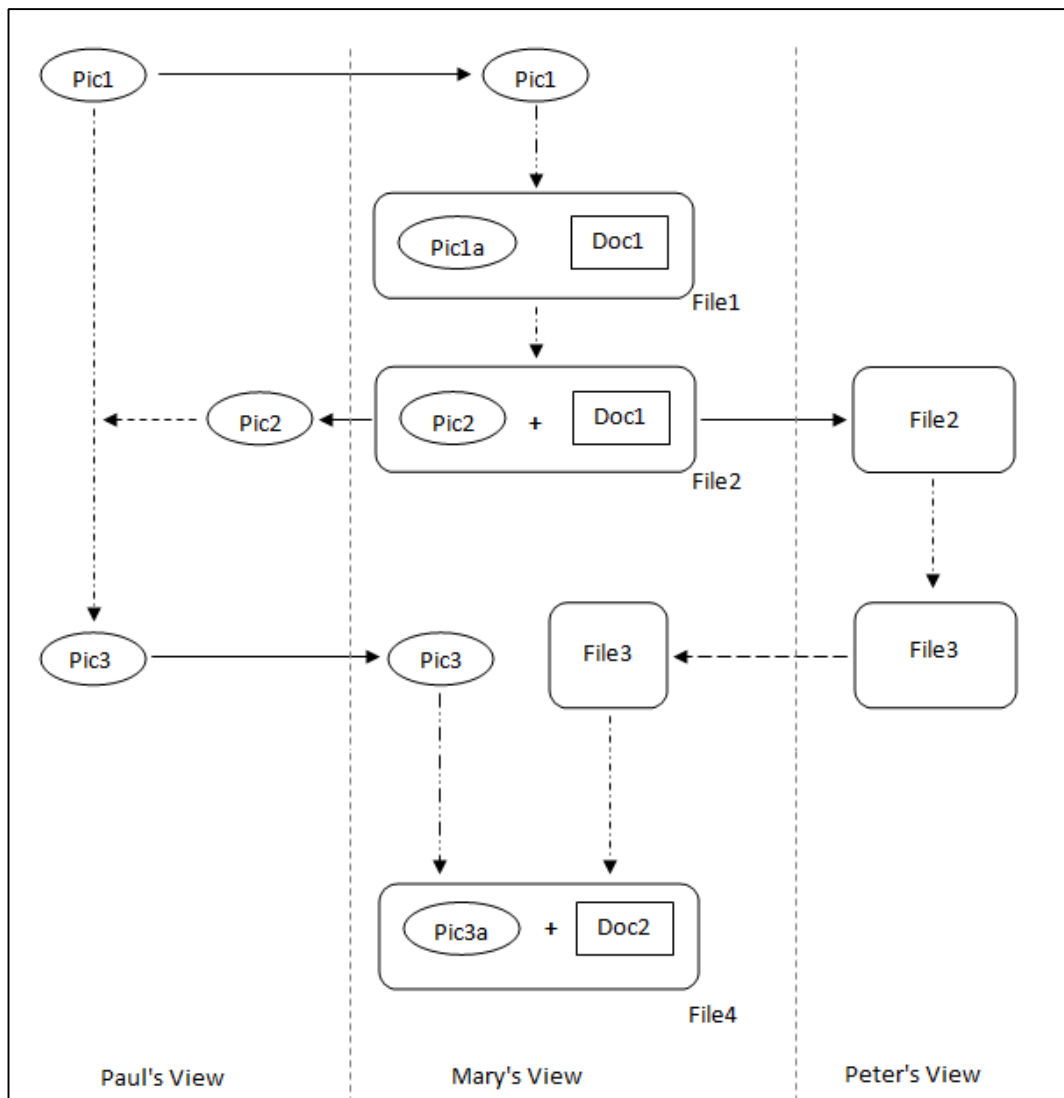 Pic1
Pic1
Pic1a
Doc1
File1
Pic2
Pic2
+
Doc1
File2
File2
Pic3
Pic3
File3
File3
Pic3a
+
Doc2
File4
Paul's View
Mary's View
Peter's View